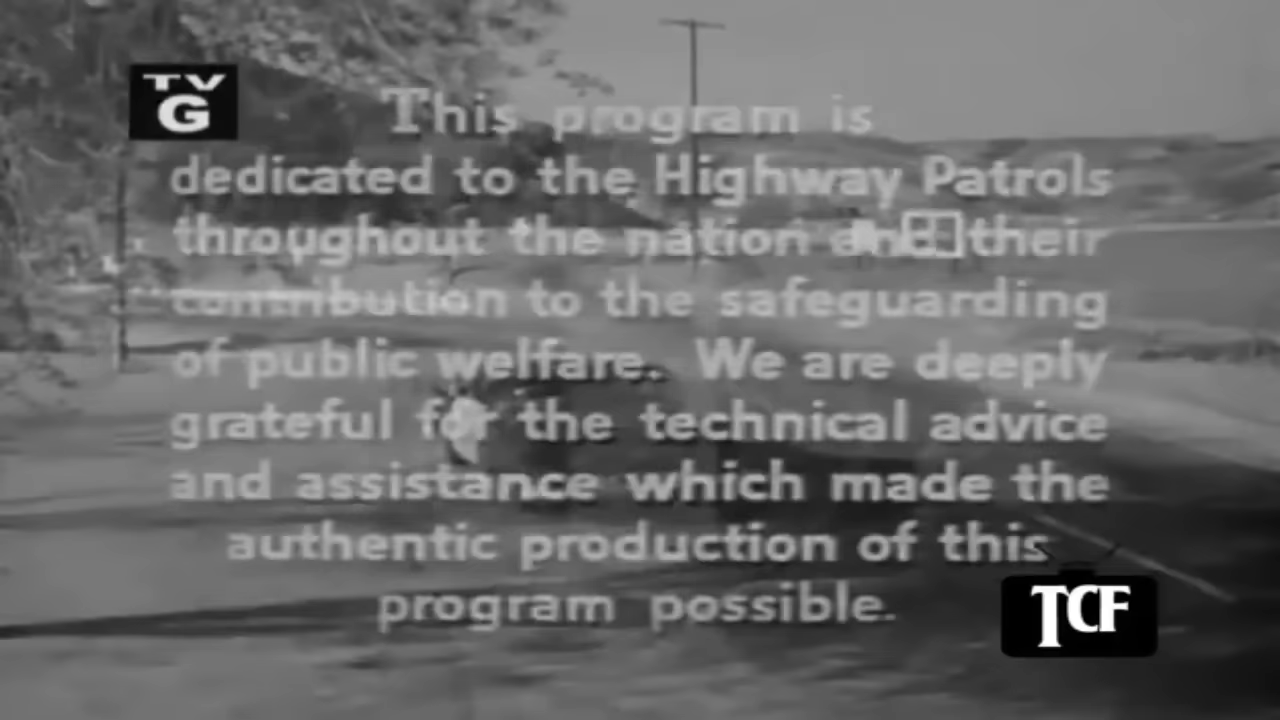 TV
G
This program is
dedicated to the Highway Patrols
throughout the nation and their
contribution to the safeguarding
of public welfare. We are deeply
grateful for the technical advice
and assistance which made the
authentic production of this
program possible.
TCF